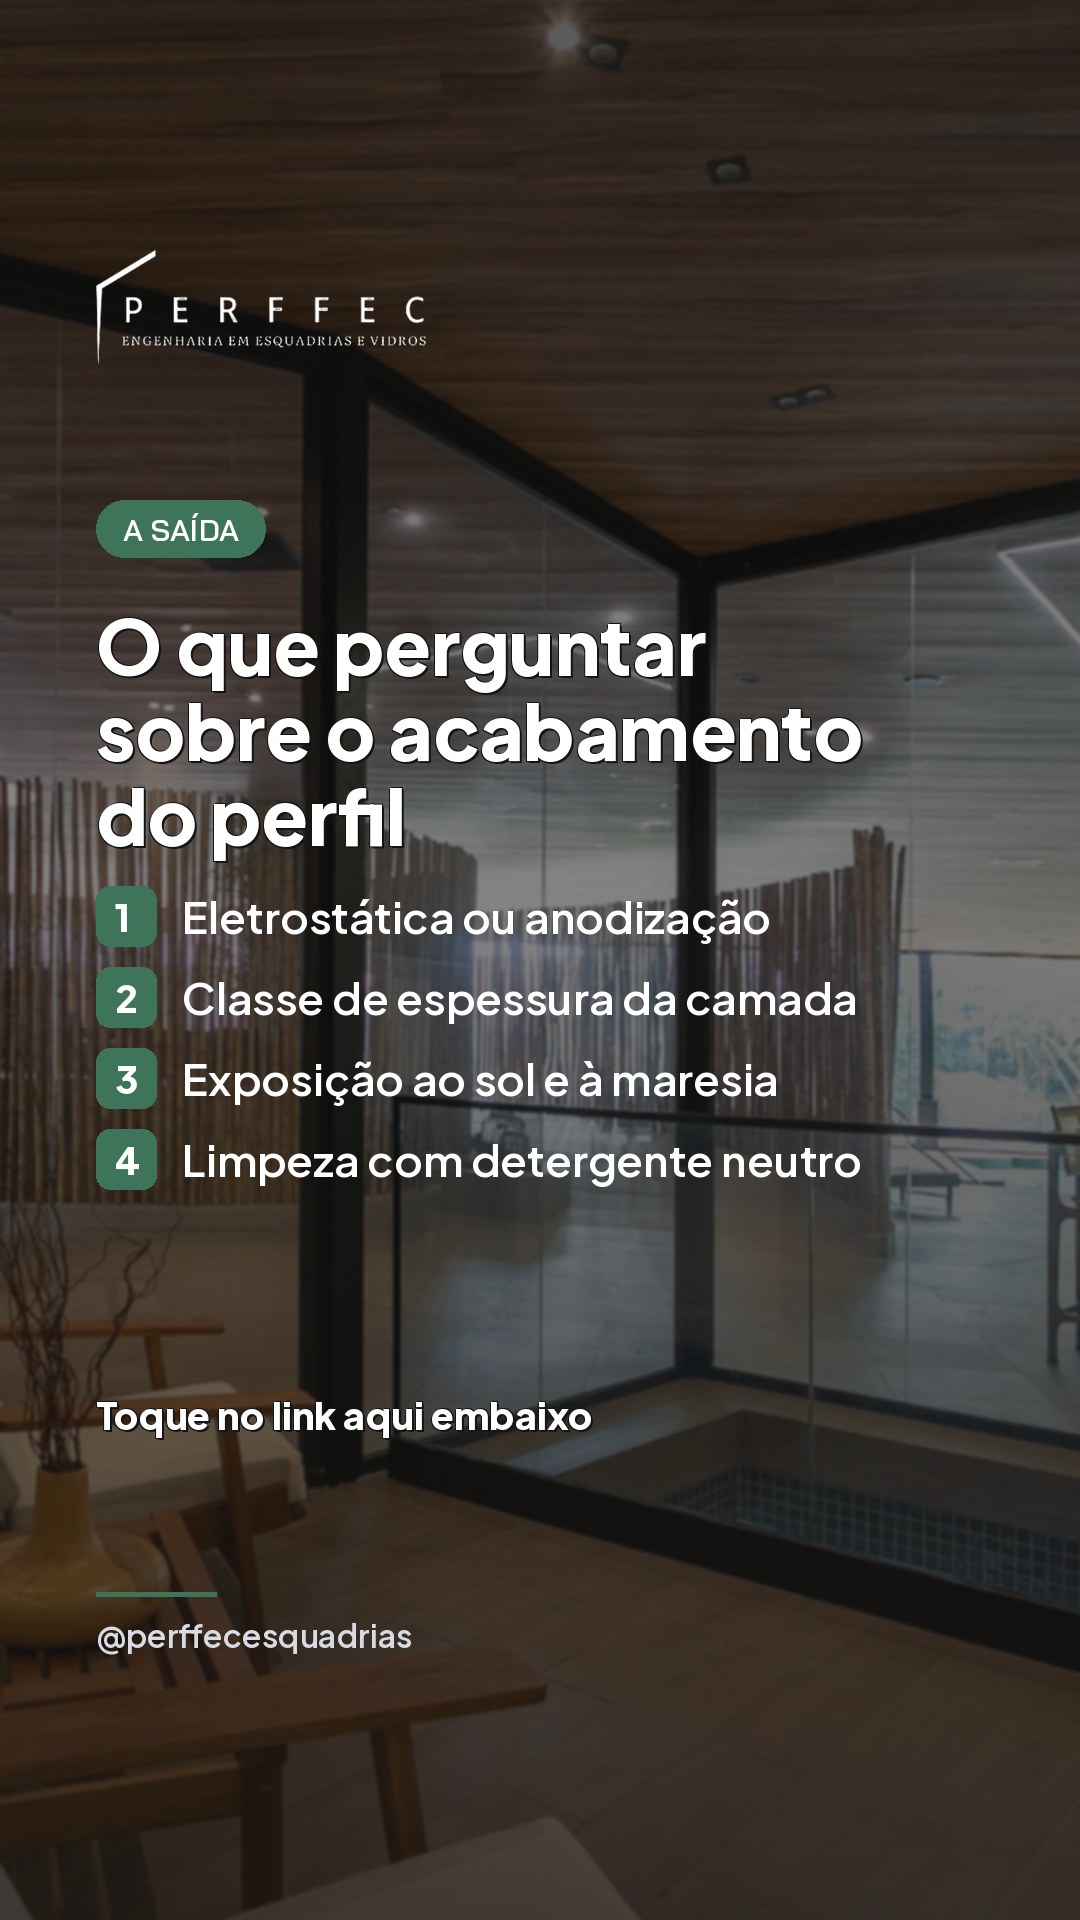 PERFFEC
ENGENHARIA EM ESQUADRIAS E VIDROS
A SAÍDA
O que perguntar
sobre o acabamento
do perfil
1 Eletrostática ou anodização
2 Classe de espessura da camada
3 Exposição ao sol e à maresia
4 Limpeza com detergente neutro
Toque no link aqui embaixo
@perffecesquadrias